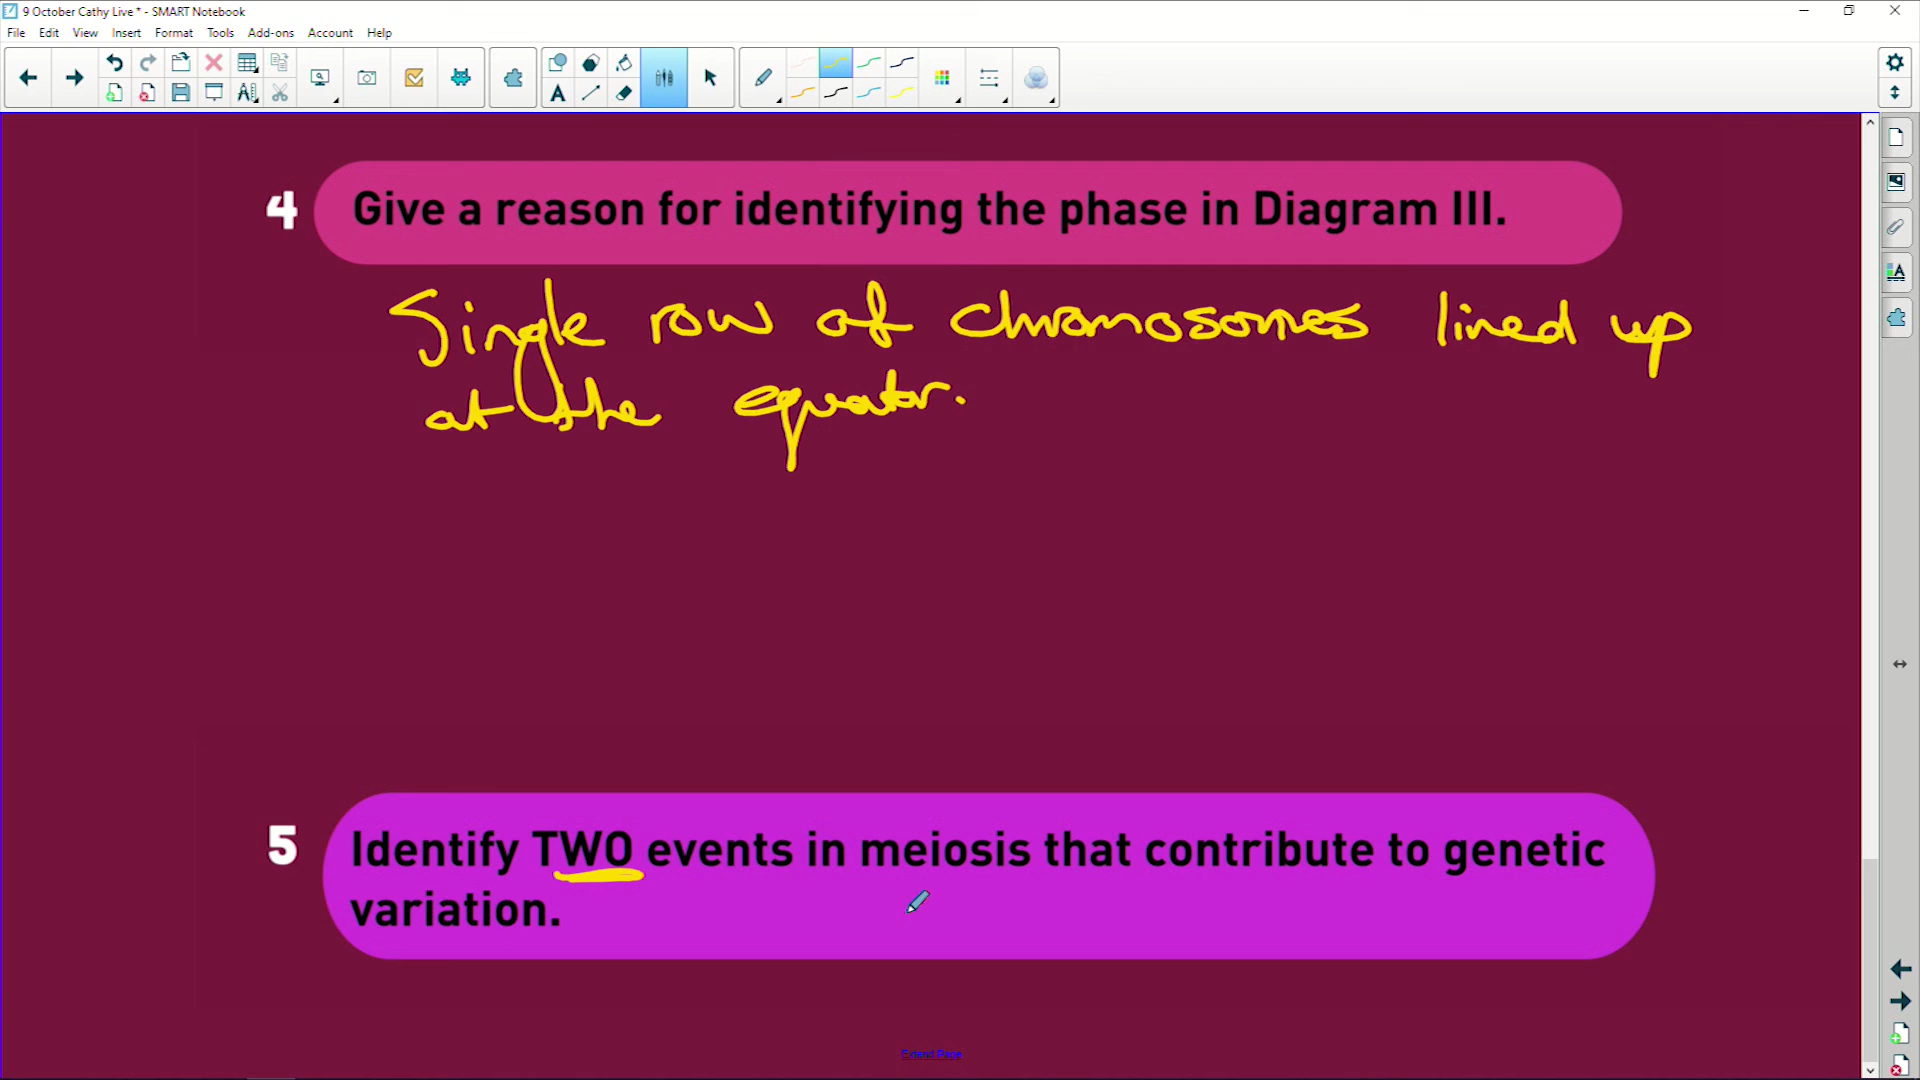 9 October Cathy Live * - SMART Notebook
File Edit View Insert Format Tools Add-ons Account Help
4 Give a reason for identifying the phase in Diagram III.
Single row of chromosomes lined up
at the equator.
5 Identify TWO events in meiosis that contribute to genetic
variation.
Extend Page